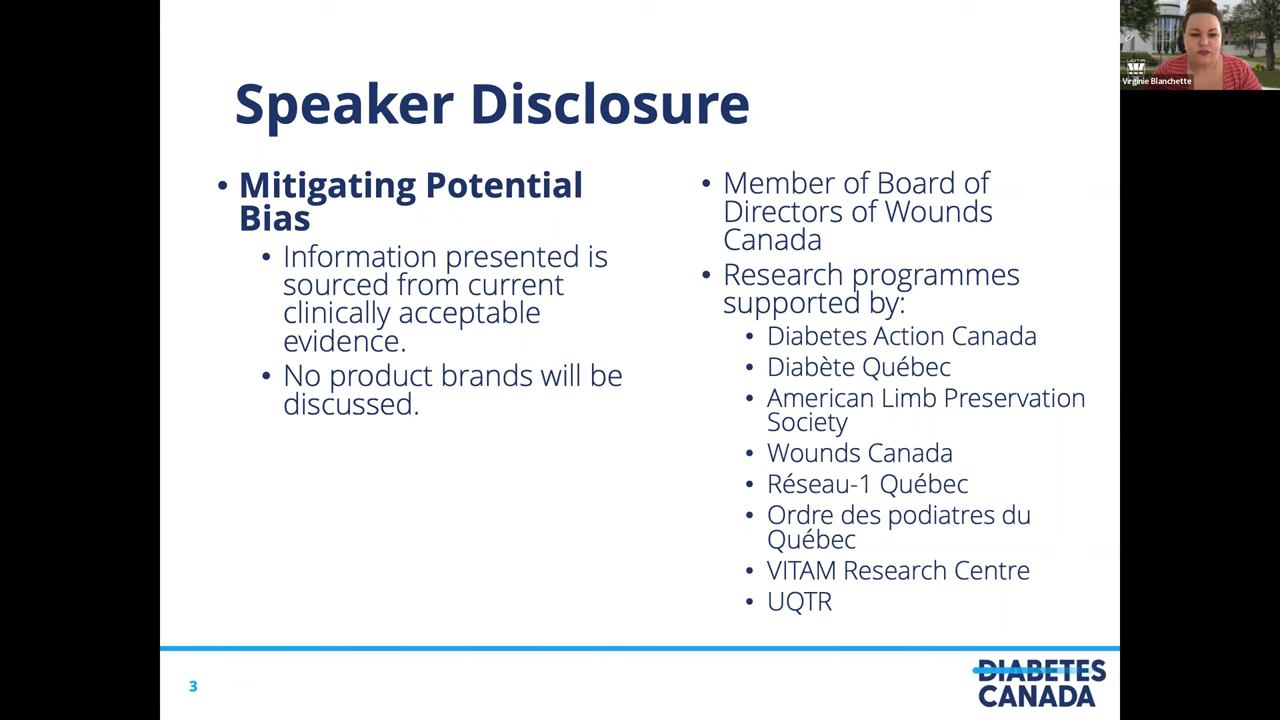 Speaker Disclosure
• Mitigating Potential
Bias
• Information presented is
sourced from current
clinically acceptable
evidence.
• No product brands will be
discussed.
• Member of Board of
Directors of Wounds
Canada
• Research programmes
supported by:
• Diabetes Action Canada
• Diabète Québec
• American Limb Preservation
Society
• Wounds Canada
• Réseau-1 Québec
• Ordre des podiatres du
Québec
• VITAM Research Centre
• UQTR
3
DIABETES
CANADA
UQTR
Virginie Blanchette